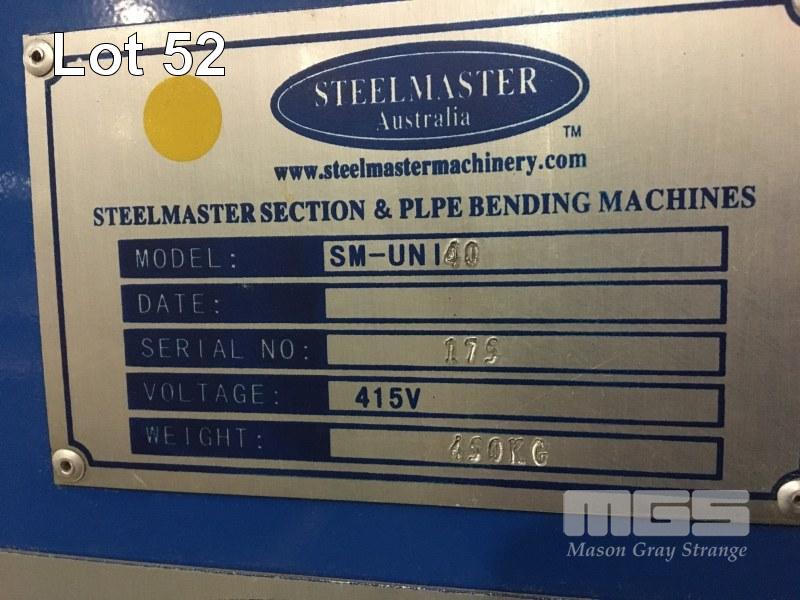 Lot 52
STEELMASTER
Australia
TM
www.steelmastermachinery.com
STEELMASTER SECTION & PLPE BENDING MACHINES
MODEL: SM-UNI40
DATE:
SERIAL NO:
VOLTAGE: 415V
WEIGHT: 450KG
MGS
Mason Gray Strange